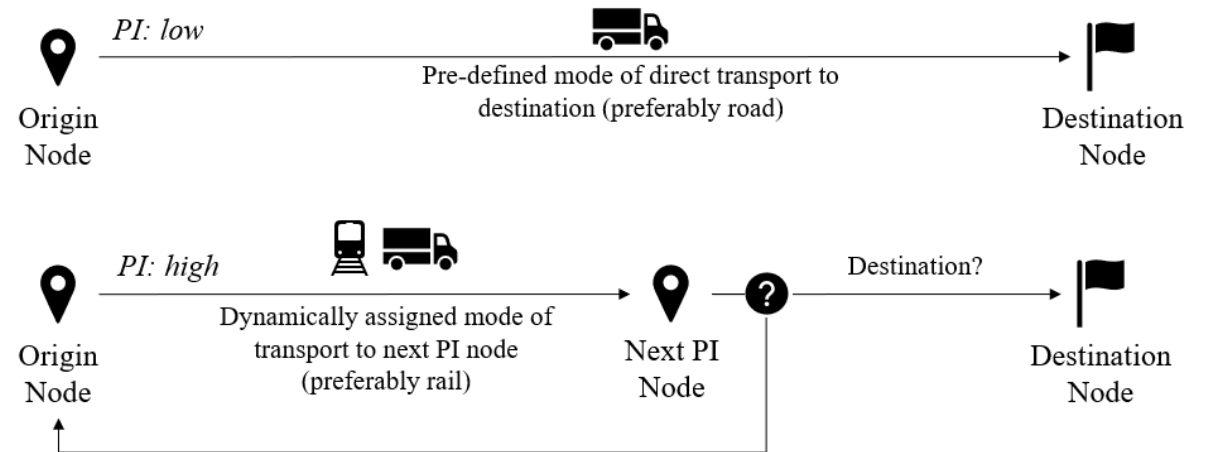 PI: low
Pre-defined mode of direct transport to
destination (preferably road)
Origin
Node
Destination
Node
PI: high
Destination?
Dynamically assigned mode of
transport to next PI node
(preferably rail)
Origin
Node
Next PI
Node
?
Destination
Node